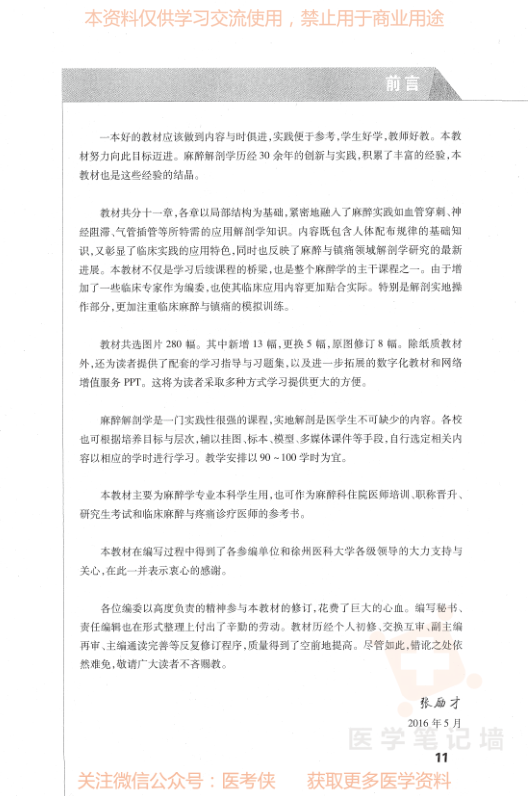 本资料仅供学习交流使用，禁止用于商业用途
前言
一本好的教材应该做到内容与时俱进，实践便于参考，学生好学，教师好教。本教
材努力向此目标迈进。麻醉解剖学历经 30 余年的创新与实践，积累了丰富的经验，本
教材也是这些经验的结晶。
教材共分十一章，各章以局部结构为基础，紧密地融入了麻醉实践如血管穿刺、神
经阻滞、气管插管等所特需的应用解剖学知识。内容既包含人体配布规律的基础知
识，又彰显了临床实践的应用特色，同时也反映了麻醉与镇痛领域解剖学研究的最新
进展。本教材不仅是学习后续课程的桥梁，也是整个麻醉学的主干课程之一。由于增
加了一些临床专家作为编委，也使其临床应用内容更加贴合实际。特别是解剖实地操
作部分，更加注重临床麻醉与镇痛的模拟训练。
教材共选图片 280 幅。其中新增 13 幅，更换 5 幅，原图修订 8 幅。除纸质教材
外，还为读者提供了配套的学习指导与习题集，以及进一步拓展的数字化教材和网络
增值服务 PPT。这将为读者采取多种方式学习提供更大的方便。
麻醉解剖学是一门实践性很强的课程，实地解剖是医学生不可缺少的内容。各校
也可根据培养目标与层次，辅以挂图、标本、模型、多媒体课件等手段，自行选定相关内
容以相应的学时进行学习。教学安排以 90～100 学时为宜。
本教材主要为麻醉学专业本科学生用，也可作为麻醉科住院医师培训、职称晋升、
研究生考试和临床麻醉与疼痛诊疗医师的参考书。
本教材在编写过程中得到了各参编单位和徐州医科大学各级领导的大力支持与
关心，在此一并表示衷心的感谢。
各位编委以高度负责的精神参与本教材的修订，花费了巨大的心血。编写秘书、
责任编辑也在形式整理上付出了辛勤的劳动。教材历经个人初修、交换互审、副主编
再审、主编通读完善等反复修订程序，质量得到了空前地提高。尽管如此，错讹之处依
然难免，敬请广大读者不吝赐教。
张励才
2016 年 5 月
医学笔记墙
11
关注微信公众号：医考侠 获取更多医学资料